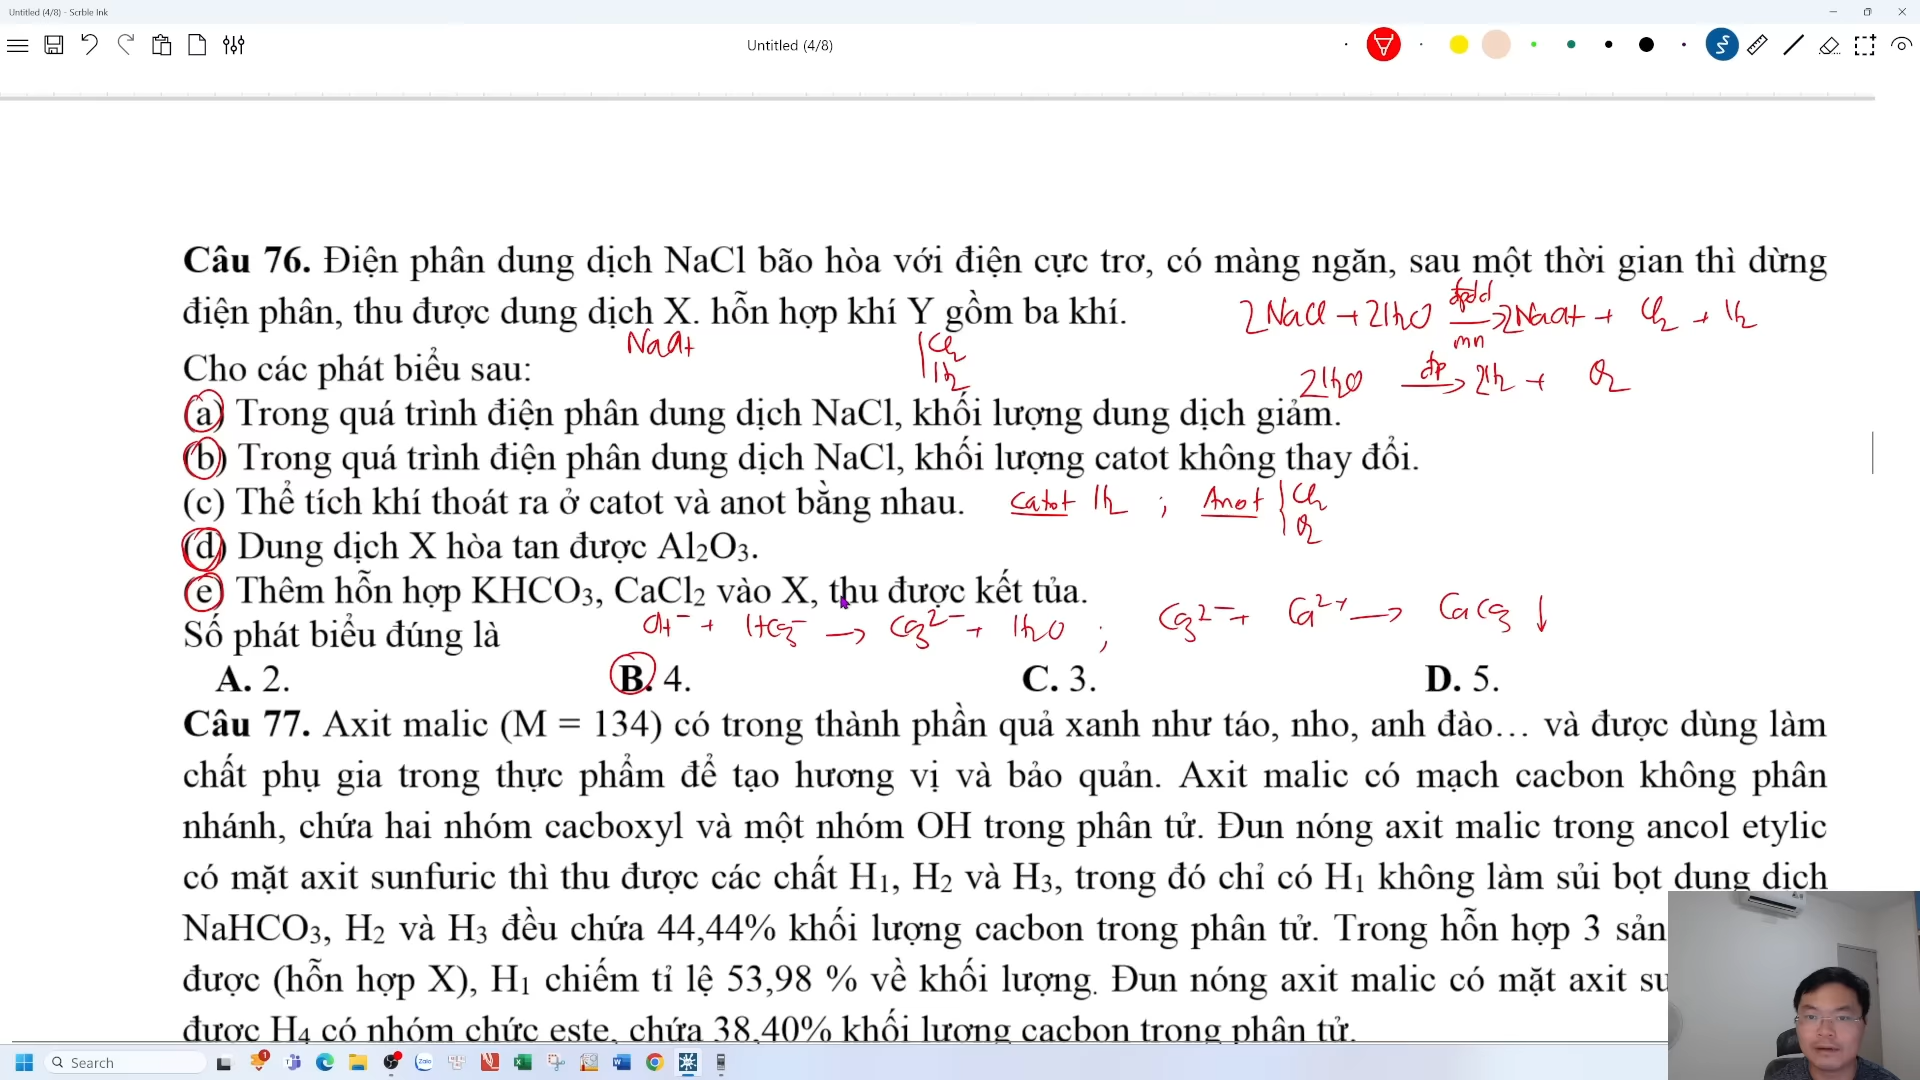 Untitled (4/8) - Scrble Ink
Untitled (4/8)
Câu 76. Điện phân dung dịch NaCl bão hòa với điện cực trơ, có màng ngăn, sau một thời gian thì dừng
điện phân, thu được dung dịch X. hỗn hợp khí Y gồm ba khí.
2NaCl + 2H2O đpdd mn → 2NaOH + Cl2 + H2
NaOH
Cl2
H2
Cho các phát biểu sau:
2H2O đp → 2H2 + O2
(a) Trong quá trình điện phân dung dịch NaCl, khối lượng dung dịch giảm.
(b) Trong quá trình điện phân dung dịch NaCl, khối lượng catot không thay đổi.
(c) Thể tích khí thoát ra ở catot và anot bằng nhau. Catot H2 ; Anot Cl2 O2
(d) Dung dịch X hòa tan được Al2O3.
(e) Thêm hỗn hợp KHCO3, CaCl2 vào X, thu được kết tủa.
OH⁻ + HCO3⁻ → CO3²⁻ + H2O ; CO3²⁻ + Ca²⁺ → CaCO3 ↓
Số phát biểu đúng là
A. 2. B. 4. C. 3. D. 5.
Câu 77. Axit malic (M = 134) có trong thành phần quả xanh như táo, nho, anh đào… và được dùng làm
chất phụ gia trong thực phẩm để tạo hương vị và bảo quản. Axit malic có mạch cacbon không phân
nhánh, chứa hai nhóm cacboxyl và một nhóm OH trong phân tử. Đun nóng axit malic trong ancol etylic
có mặt axit sunfuric thì thu được các chất H1, H2 và H3, trong đó chỉ có H1 không làm sủi bọt dung dịch
NaHCO3, H2 và H3 đều chứa 44,44% khối lượng cacbon trong phân tử. Trong hỗn hợp 3 sản
được (hỗn hợp X), H1 chiếm tỉ lệ 53,98 % về khối lượng. Đun nóng axit malic có mặt axit su
được H4 có nhóm chức este, chứa 38,40% khối lượng cacbon trong phân tử.
Search